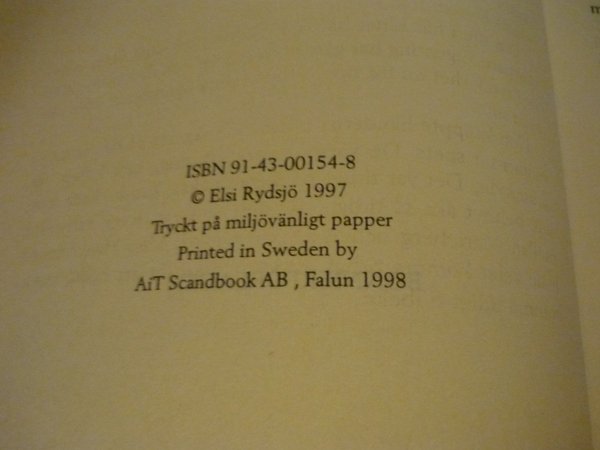 ISBN 91-43-00154-8
© Elsi Rydsjö 1997
Tryckt på miljövänligt papper
Printed in Sweden by
AiT Scandbook AB , Falun 1998